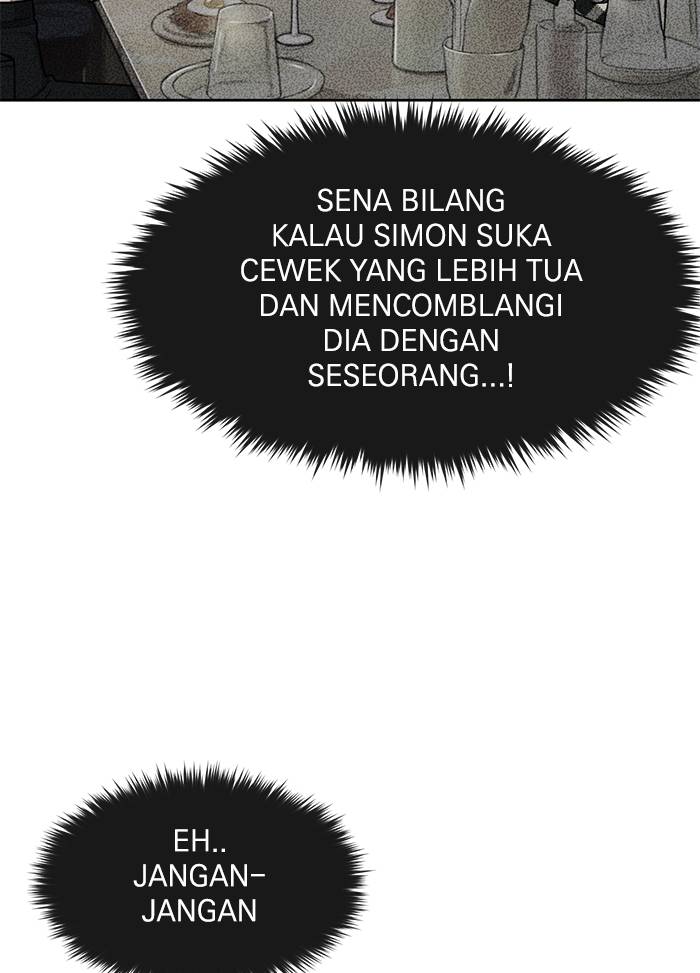 SENA BILANG
KALAU SIMON SUKA
CEWEK YANG LEBIH TUA
DAN MENCOMBLANGI
DIA DENGAN
SESEORANG...!
EH..
JANGAN-
JANGAN